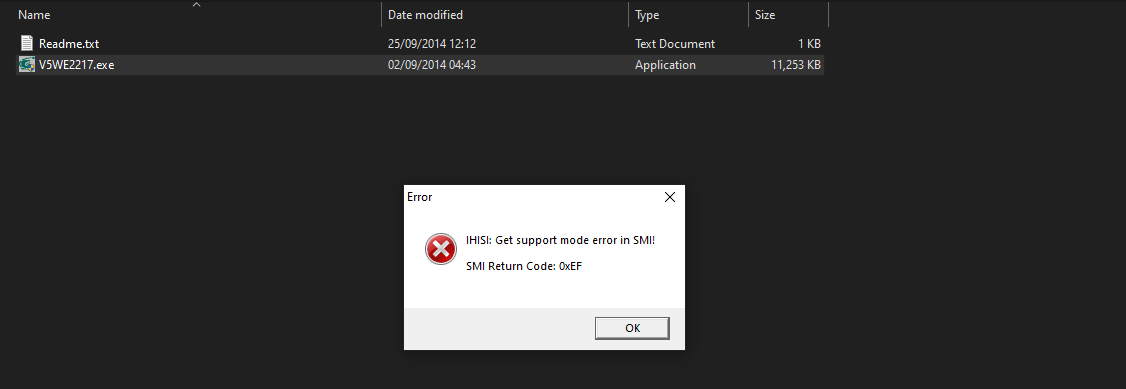 Name Date modified Type Size
Readme.txt 25/09/2014 12:12 Text Document 1 KB
V5WE2217.exe 02/09/2014 04:43 Application 11,253 KB
Error
IHISI: Get support mode error in SMI!
SMI Return Code: 0xEF
OK